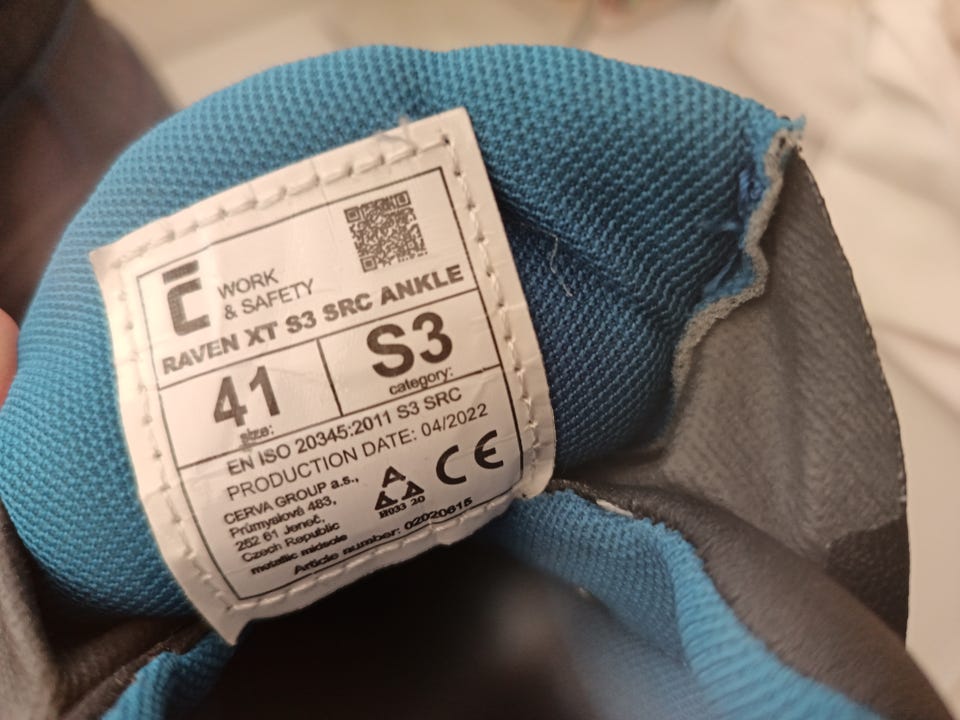 C WORK
& SAFETY
RAVEN XT S3 SRC ANKLE
41
size:
S3
category:
EN ISO 20345:2011 S3 SRC
PRODUCTION DATE: 04/2022
CERVA GROUP a.s.,
Průmyslová 483,
252 61 Jeneč,
Czech Republic
metallic midsole
CE
Article number: 02020615